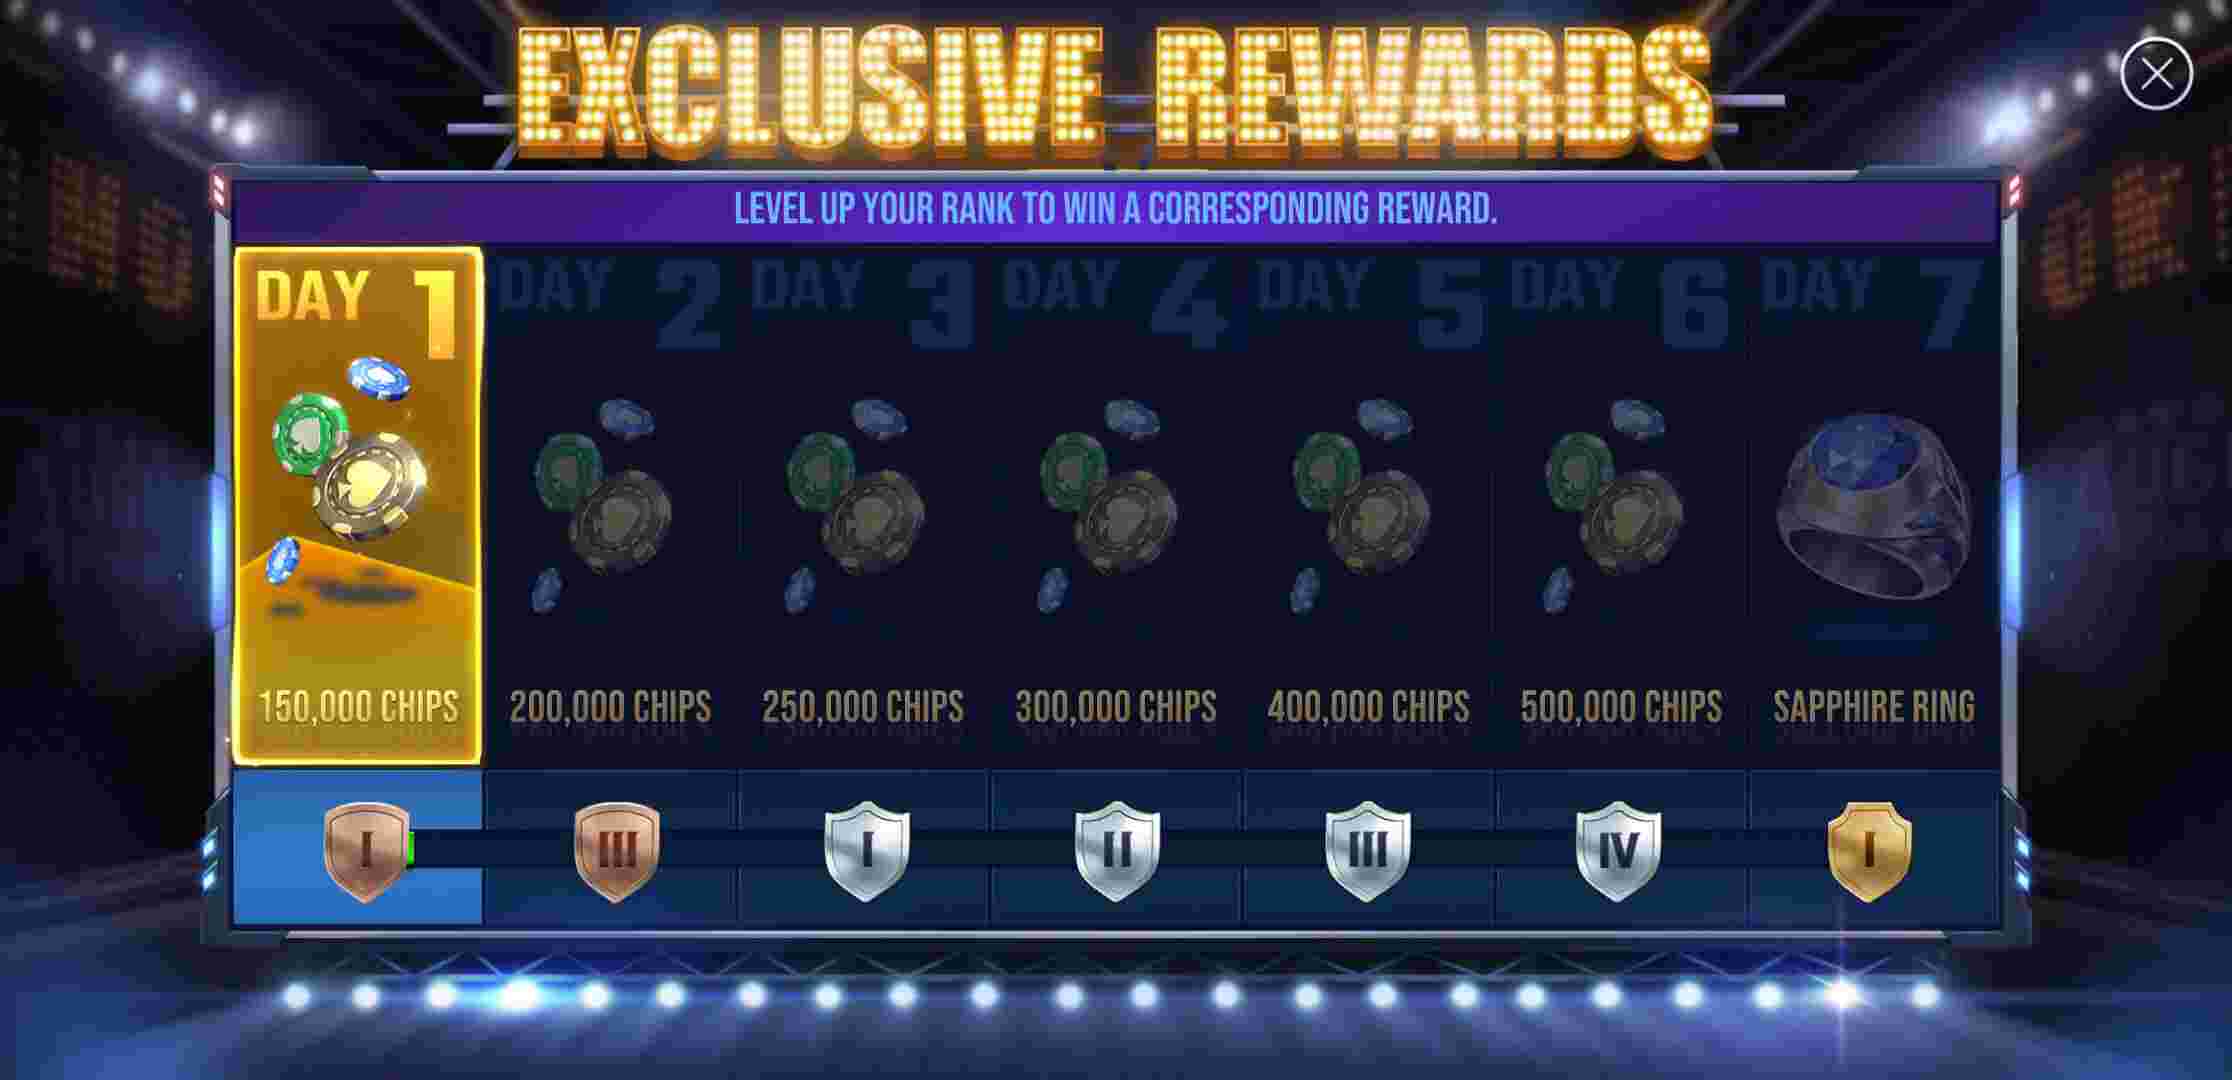 EXCLUSIVE REWARDS
LEVEL UP YOUR RANK TO WIN A CORRESPONDING REWARD.
DAY 1
DAY 2
DAY 3
DAY 4
DAY 5
DAY 6
DAY 7
150,000 CHIPS
200,000 CHIPS
250,000 CHIPS
300,000 CHIPS
400,000 CHIPS
500,000 CHIPS
SAPPHIRE RING
I
III
I
II
III
IV
I